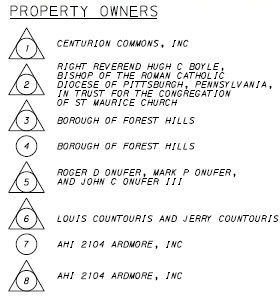 PROPERTY OWNERS
1 CENTURION COMMONS, INC
RIGHT REVEREND HUGH C BOYLE,
BISHOP OF THE ROMAN CATHOLIC
2 DIOCESE OF PITTSBURGH, PENNSYLVANIA,
IN TRUST FOR THE CONGREGATION
OF ST MAURICE CHURCH
3 BOROUGH OF FOREST HILLS
4 BOROUGH OF FOREST HILLS
5 ROGER D ONUFER, MARK P ONUFER,
AND JOHN C ONUFER III
6 LOUIS COUNTOURIS AND JERRY COUNTOURIS
7 AHI 2104 ARDMORE, INC
8 AHI 2104 ARDMORE, INC